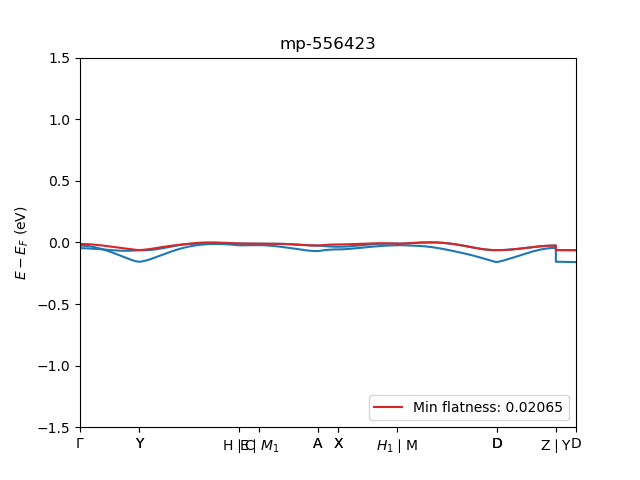 mp-556423
1.5
1.0
0.5
0.0
−0.5
−1.0
−1.5
E − E_F (eV)
Min flatness: 0.02065
Γ Y H | E C | M₁ A X H₁ | M D Z | Y D